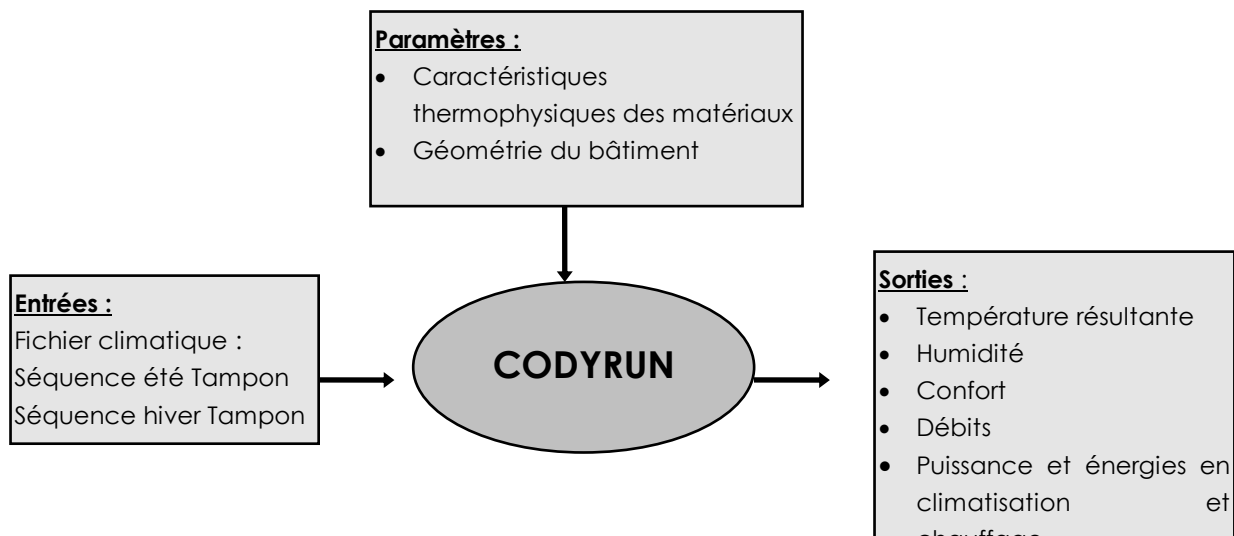 Paramètres :
• Caractéristiques
thermophysiques des matériaux
• Géométrie du bâtiment
Entrées :
Fichier climatique :
Séquence été Tampon
Séquence hiver Tampon
CODYRUN
Sorties :
• Température résultante
• Humidité
• Confort
• Débits
• Puissance et énergies en
climatisation et
chauffage